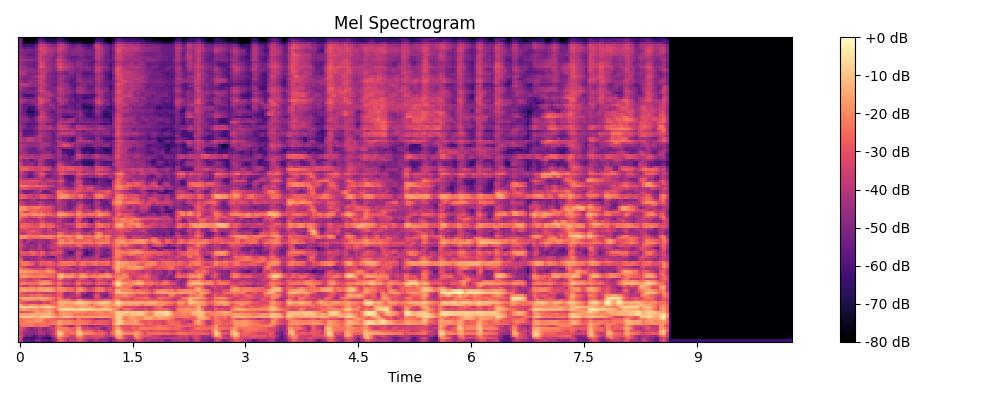 Mel Spectrogram
+0 dB
-10 dB
-20 dB
-30 dB
-40 dB
-50 dB
-60 dB
-70 dB
-80 dB
0 1.5 3 4.5 6 7.5 9
Time